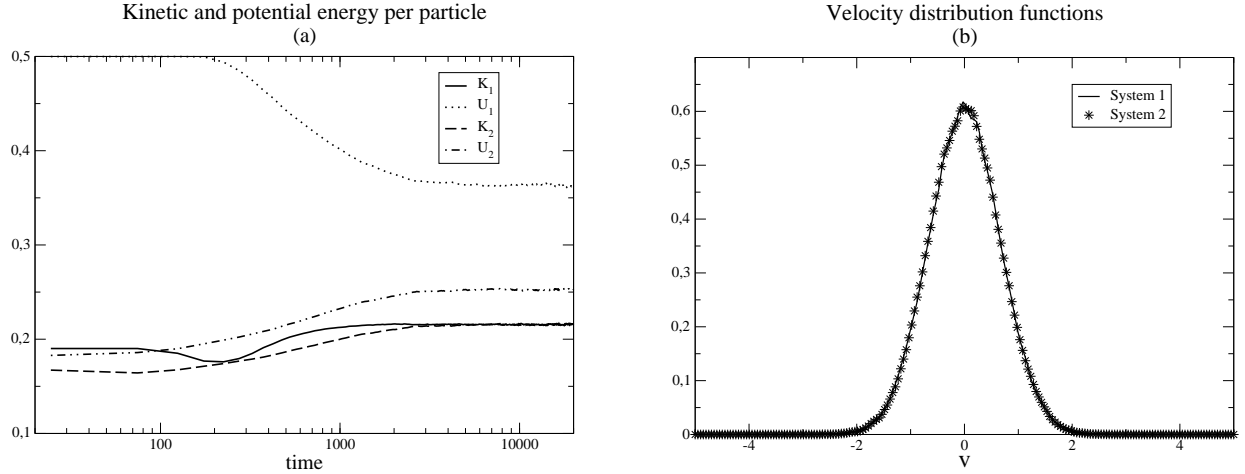 Kinetic and potential energy per particle
(a)
0,5
0,4
0,3
0,2
0,1
100
1000
10000
time
K1
U1
K2
U2
Velocity distribution functions
(b)
0,6
0,5
0,4
0,3
0,2
0,1
0
-4
-2
0
2
4
v
System 1
System 2